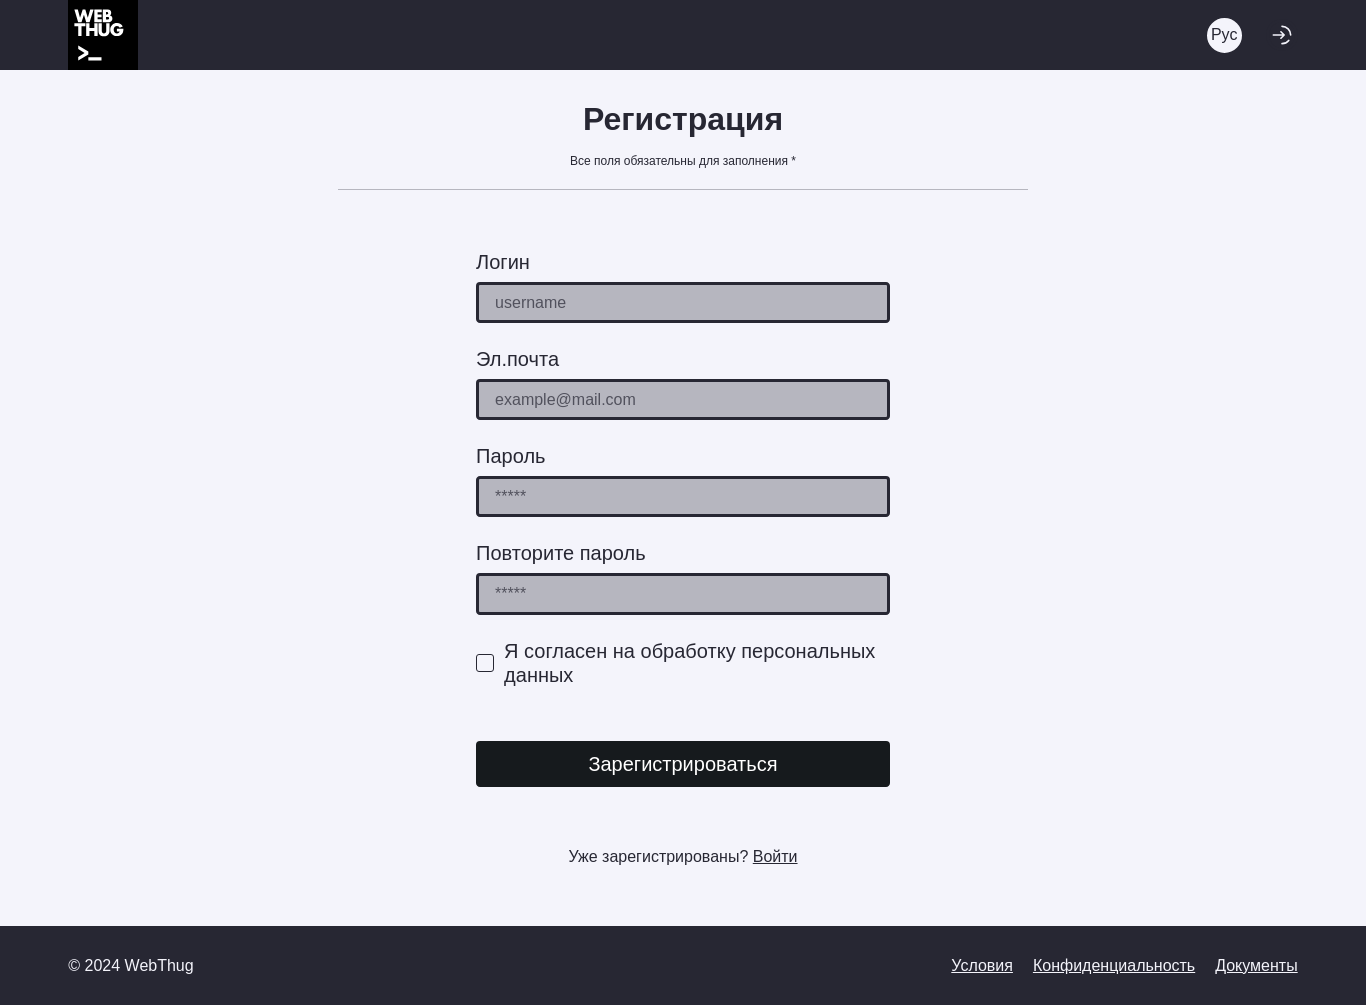 WEB
THUG
>_
Рус
Регистрация
Все поля обязательны для заполнения *
Логин
username
Эл.почта
example@mail.com
Пароль
*****
Повторите пароль
*****
Я согласен на обработку персональных
данных
Зарегистрироваться
Уже зарегистрированы? Войти
© 2024 WebThug
Условия Конфиденциальность Документы